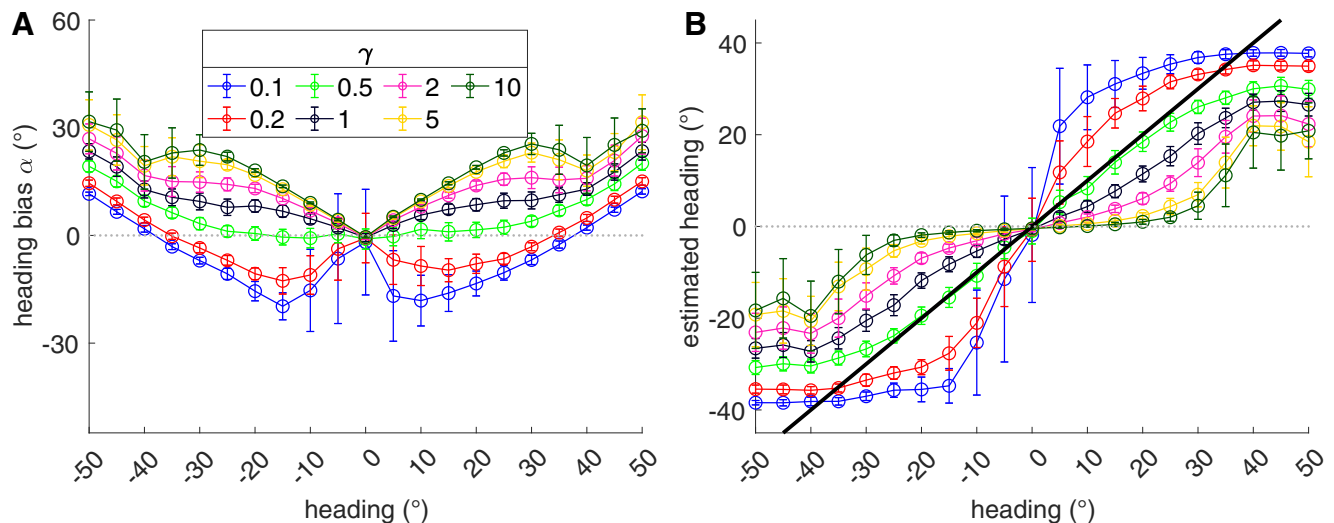 A
60
30
0
-30
heading bias α (°)
γ
0.1 0.5 2 10
0.2 1 5
-50 -40 -30 -20 -10 0 10 20 30 40 50
heading (°)
B
40
20
0
-20
-40
estimated heading (°)
-50 -40 -30 -20 -10 0 10 20 30 40 50
heading (°)